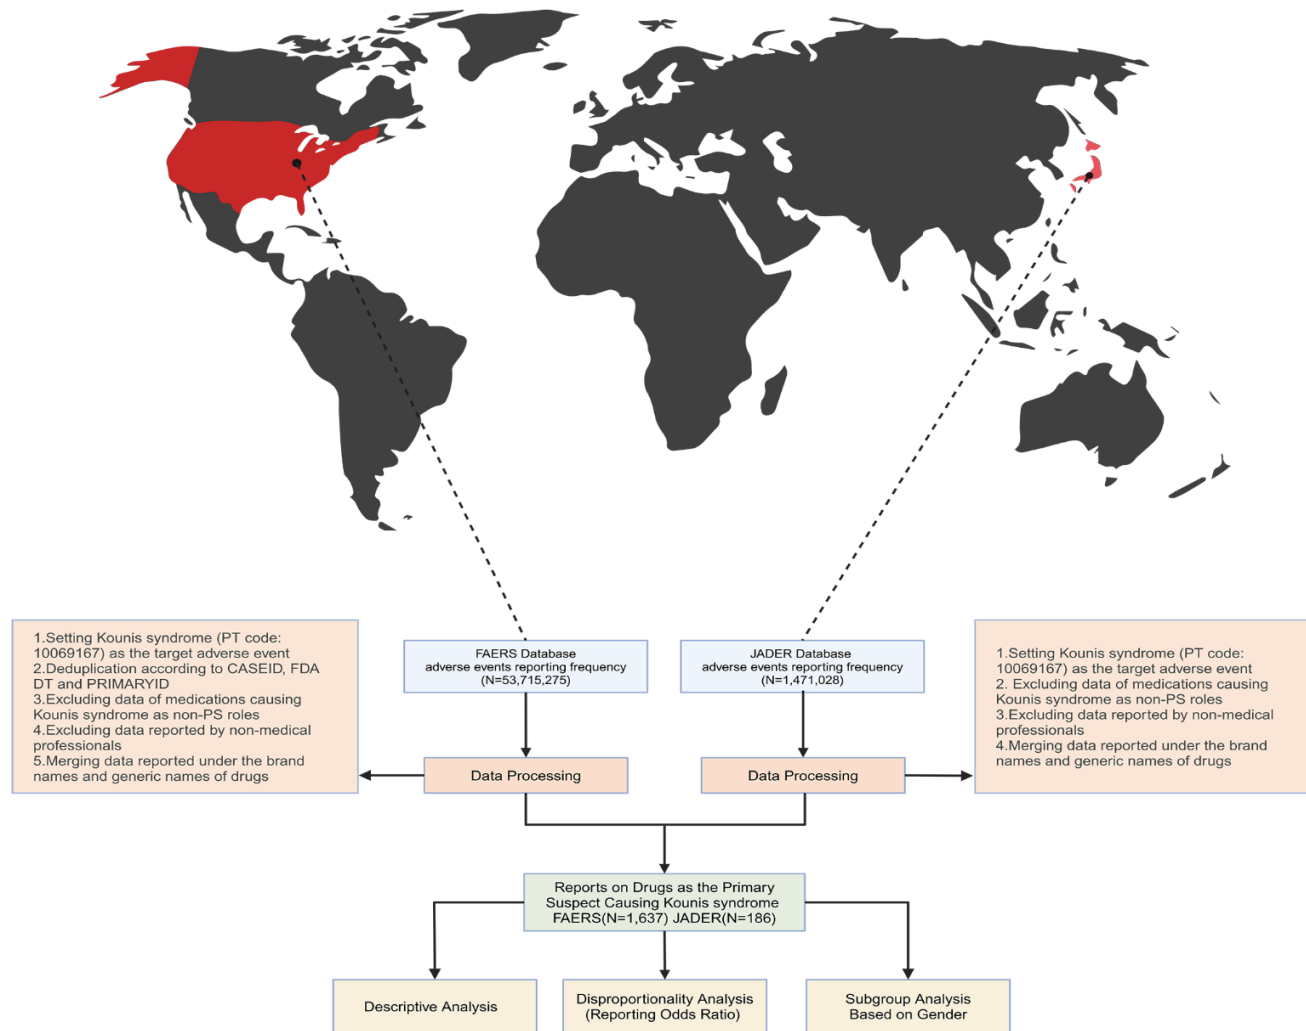 1.Setting Kounis syndrome (PT code:
10069167) as the target adverse event
2.Deduplication according to CASEID, FDA
DT and PRIMARYID
3.Excluding data of medications causing
Kounis syndrome as non-PS roles
4.Excluding data reported by non-medical
professionals
5.Merging data reported under the brand
names and generic names of drugs
FAERS Database
adverse events reporting frequency
(N=53,715,275)
JADER Database
adverse events reporting frequency
(N=1,471,028)
1.Setting Kounis syndrome (PT code:
10069167) as the target adverse event
2. Excluding data of medications causing
Kounis syndrome as non-PS roles
3.Excluding data reported by non-medical
professionals
4.Merging data reported under the brand
names and generic names of drugs
Data Processing
Data Processing
Reports on Drugs as the Primary
Suspect Causing Kounis syndrome
FAERS(N=1,637) JADER(N=186)
Descriptive Analysis
Disproportionality Analysis
(Reporting Odds Ratio)
Subgroup Analysis
Based on Gender